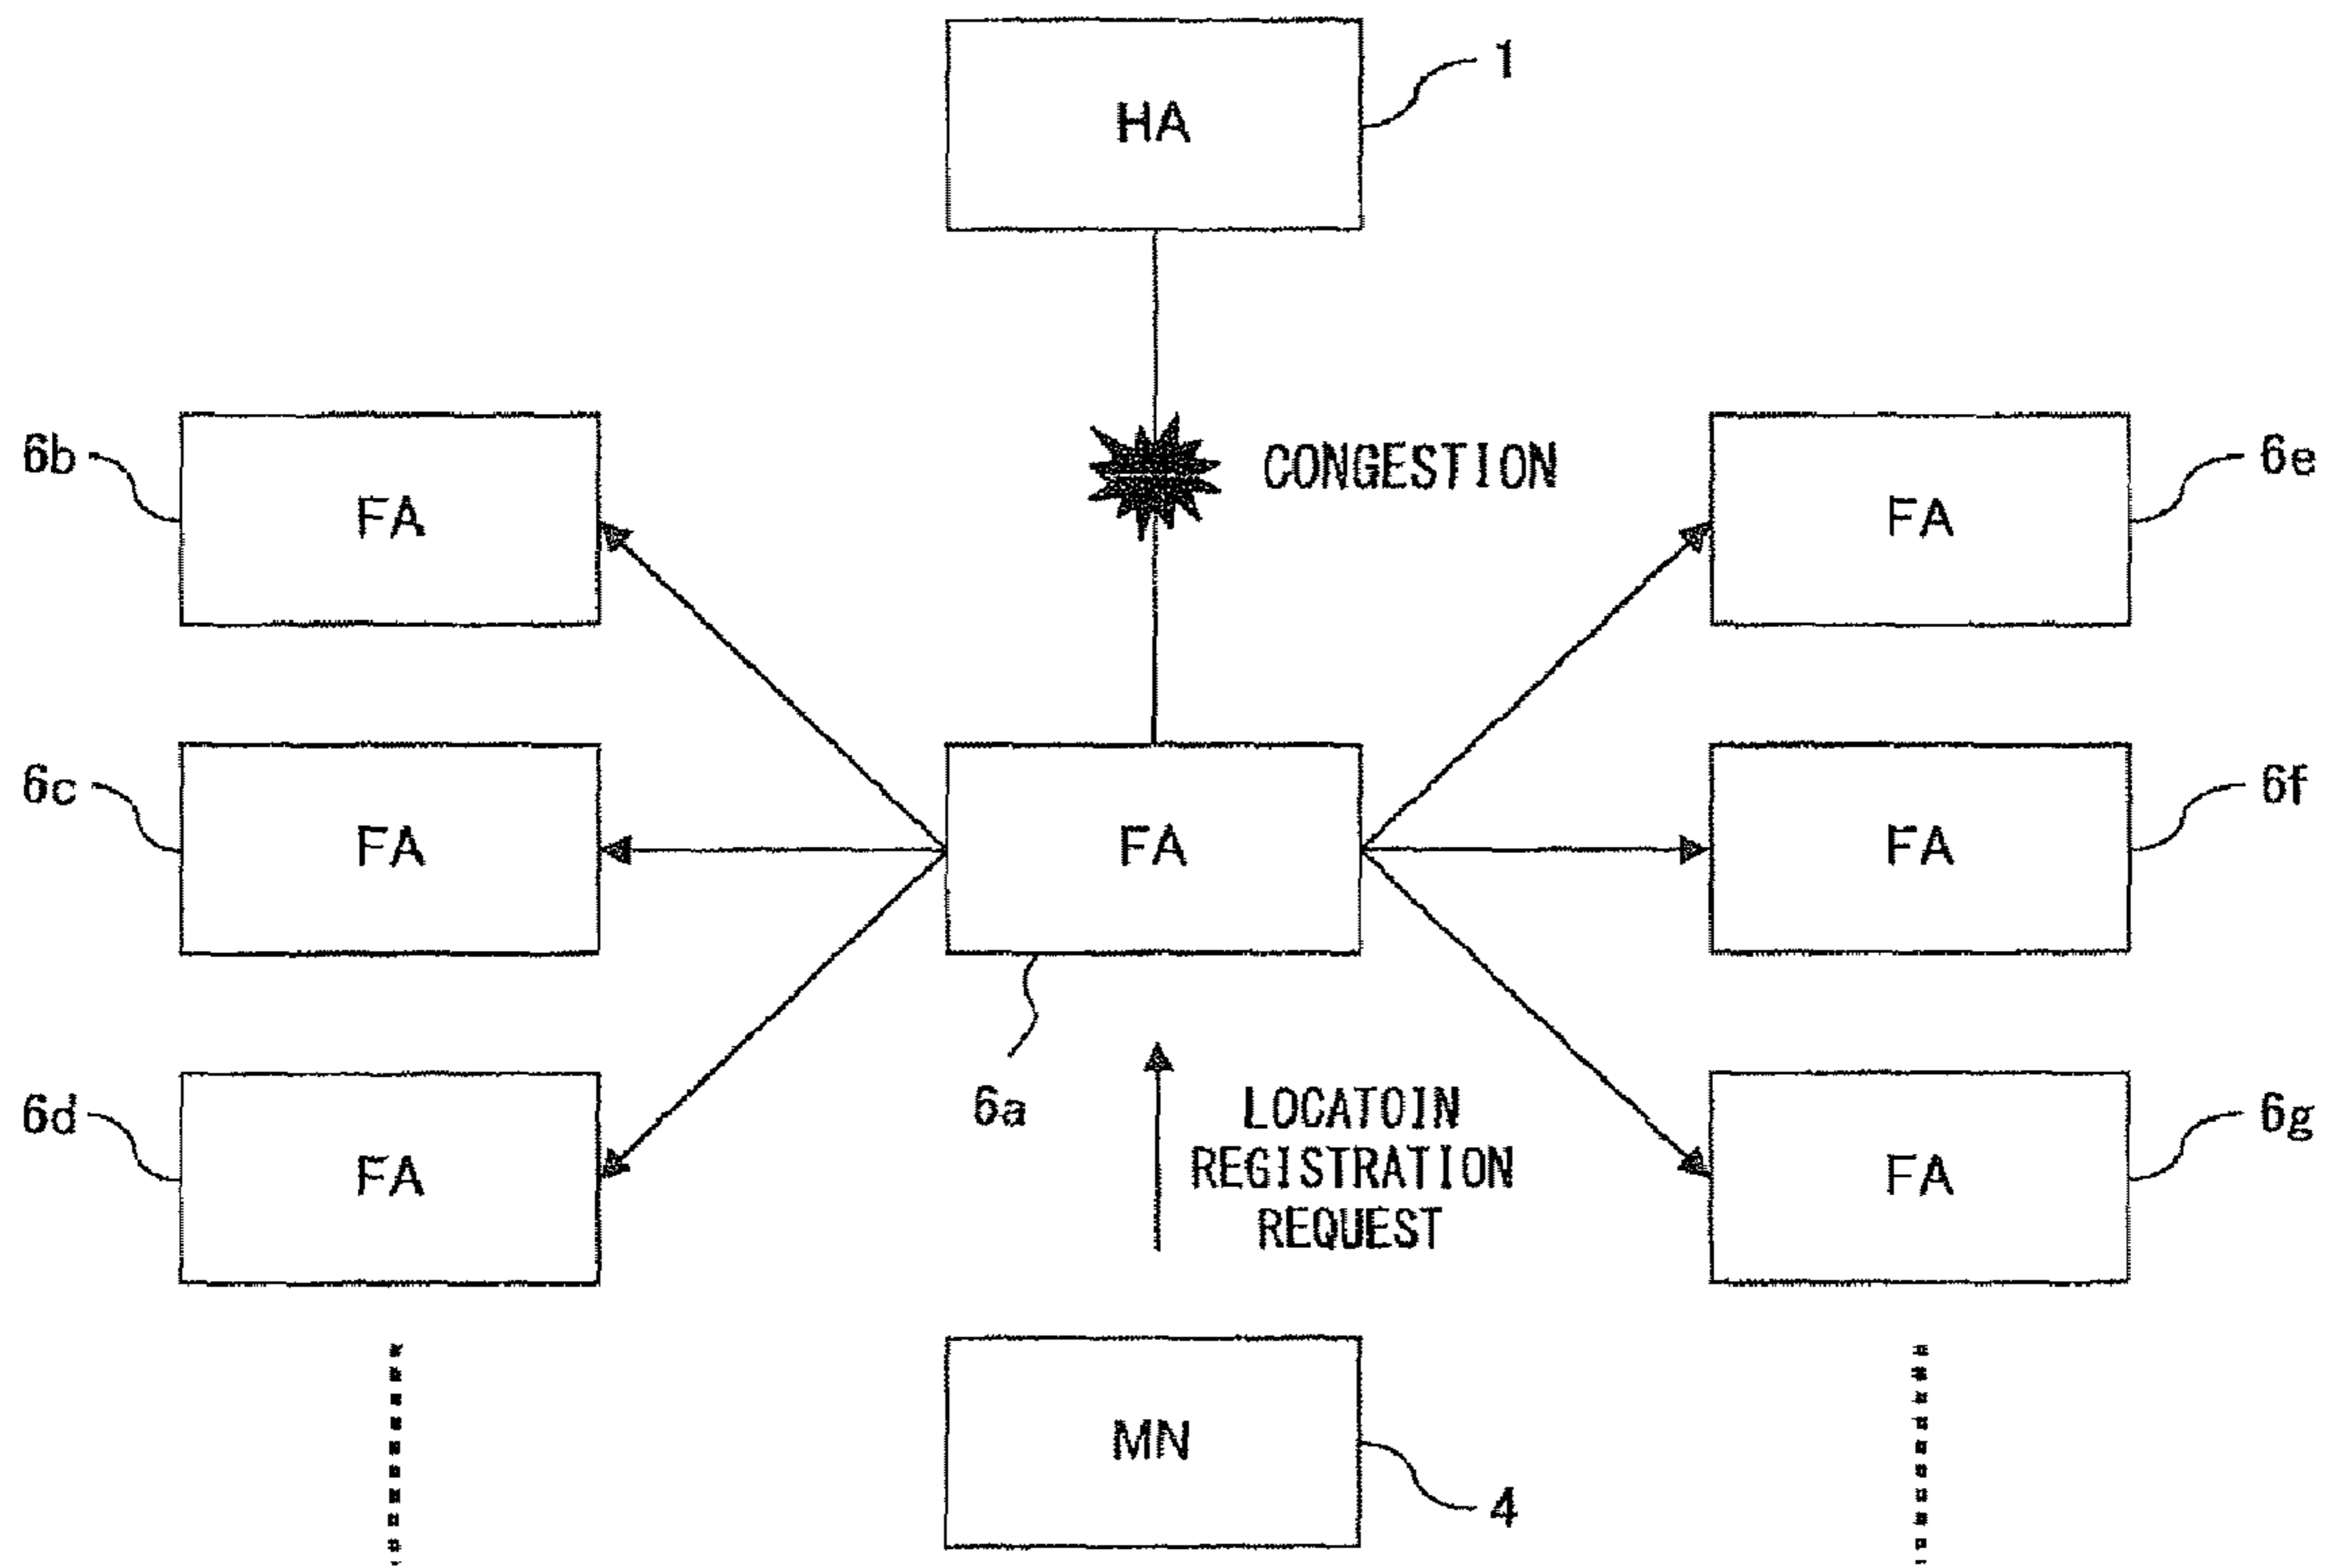 HA
1
6b
FA
CONGESTION
FA
6e
6c
FA
FA
FA
6f
6a
6d
FA
LOCATOIN
REGISTRATION
REQUEST
FA
6g
MN
4